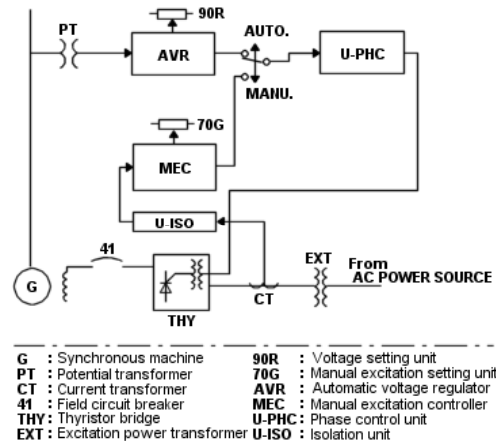 90R
PT
AUTO.
AVR
U-PHC
MANU.
70G
MEC
U-ISO
41
EXT
From
AC POWER SOURCE
G
CT
THY
G : Synchronous machine
PT : Potential transformer
CT : Current transformer
41 : Field circuit breaker
THY : Thyristor bridge
EXT : Excitation power transformer
90R : Voltage setting unit
70G : Manual excitation setting unit
AVR : Automatic voltage regulator
MEC : Manual excitation controller
U-PHC : Phase control unit
U-ISO : Isolation unit